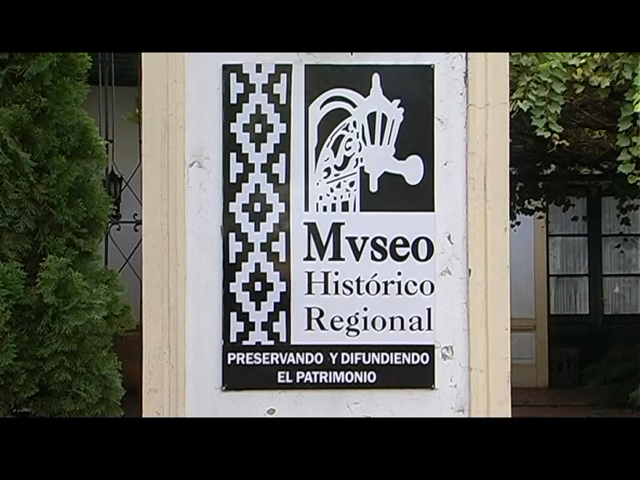 Mvseo
Histórico
Regional
PRESERVANDO Y DIFUNDIENDO
EL PATRIMONIO